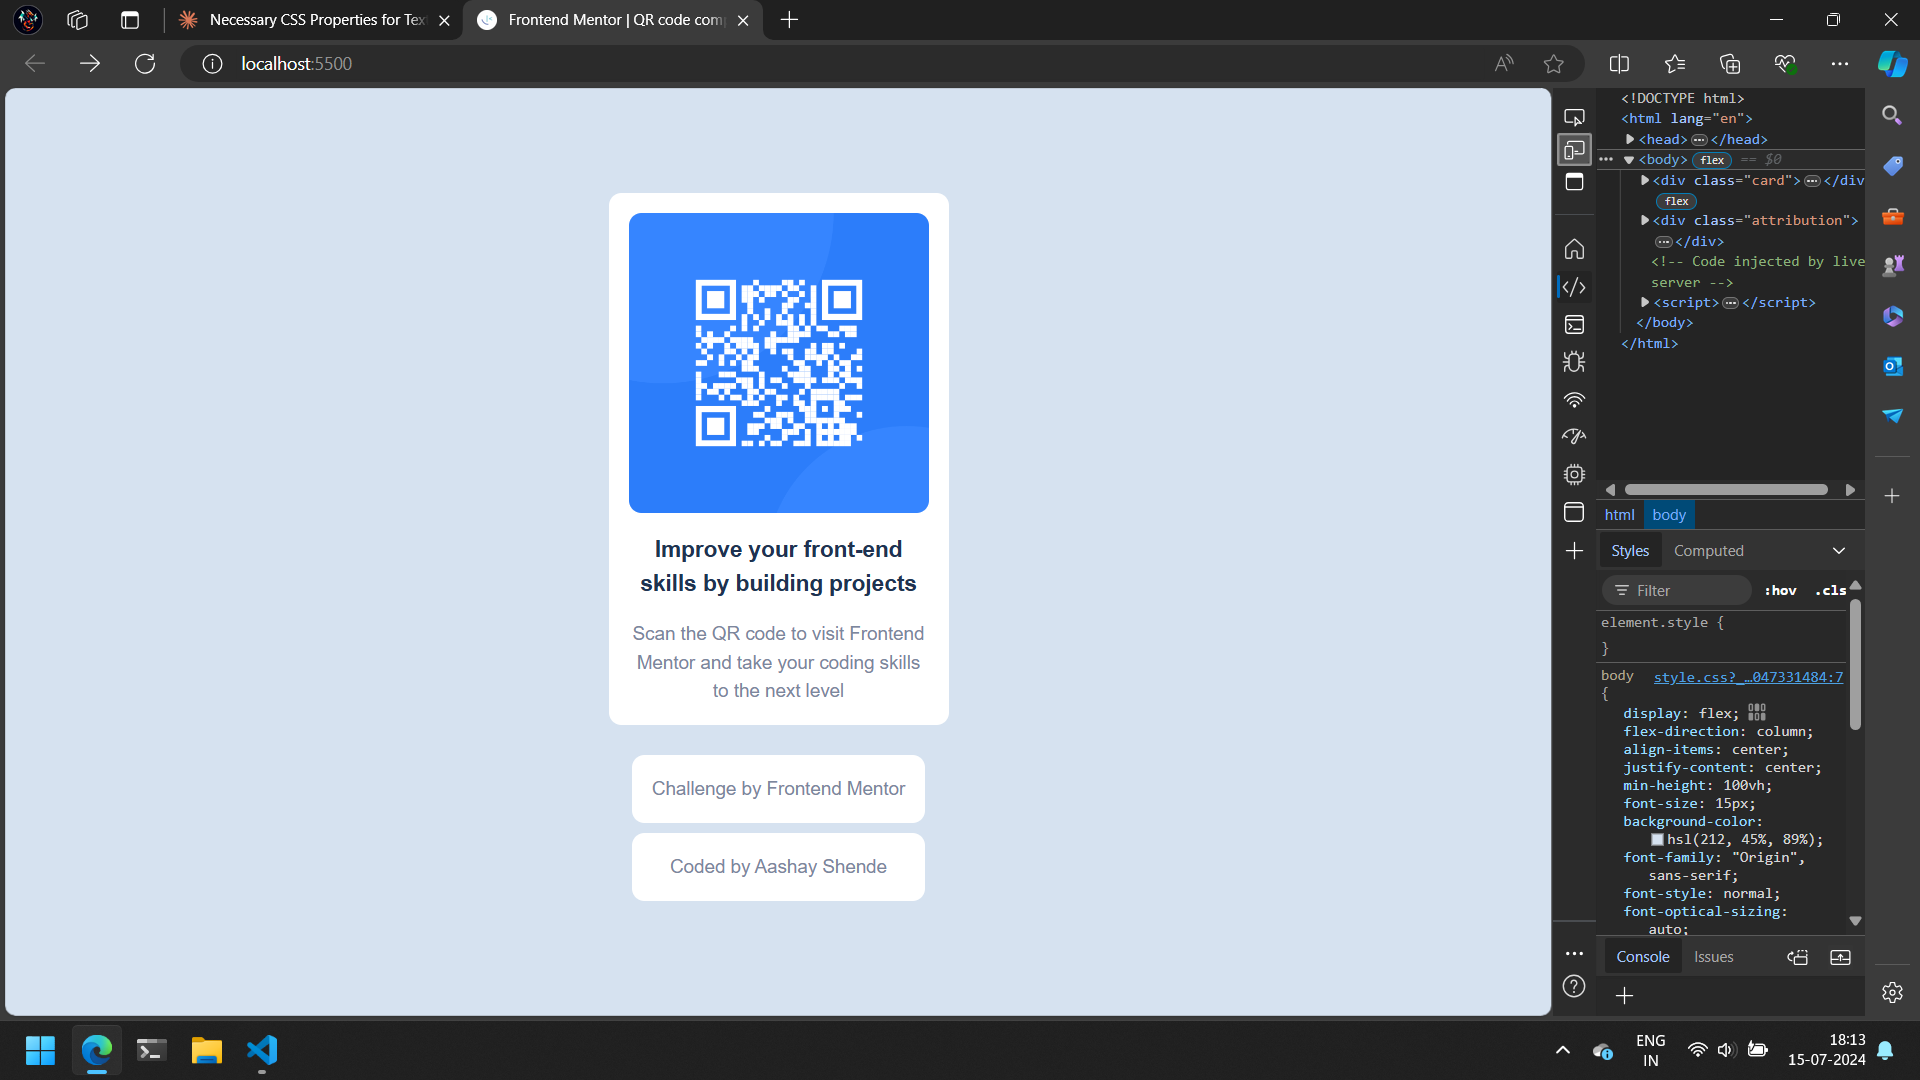 Necessary CSS Properties for Tex
Frontend Mentor | QR code com
localhost:5500
Improve your front-end
skills by building projects
Scan the QR code to visit Frontend
Mentor and take your coding skills
to the next level
Challenge by Frontend Mentor
Coded by Aashay Shende
<!DOCTYPE html>
<html lang="en">
<head>…</head>
<body> flex == $0
<div class="card">…</div
flex
<div class="attribution">
…</div>
<!-- Code injected by live
server -->
<script>…</script>
</body>
</html>
html body
Styles Computed
Filter :hov .cls
element.style {
}
body style.css?_…047331484:7
{
display: flex;
flex-direction: column;
align-items: center;
justify-content: center;
min-height: 100vh;
font-size: 15px;
background-color:
hsl(212, 45%, 89%);
font-family: "Origin",
sans-serif;
font-style: normal;
font-optical-sizing:
auto;
Console Issues
ENG
IN
18:13
15-07-2024